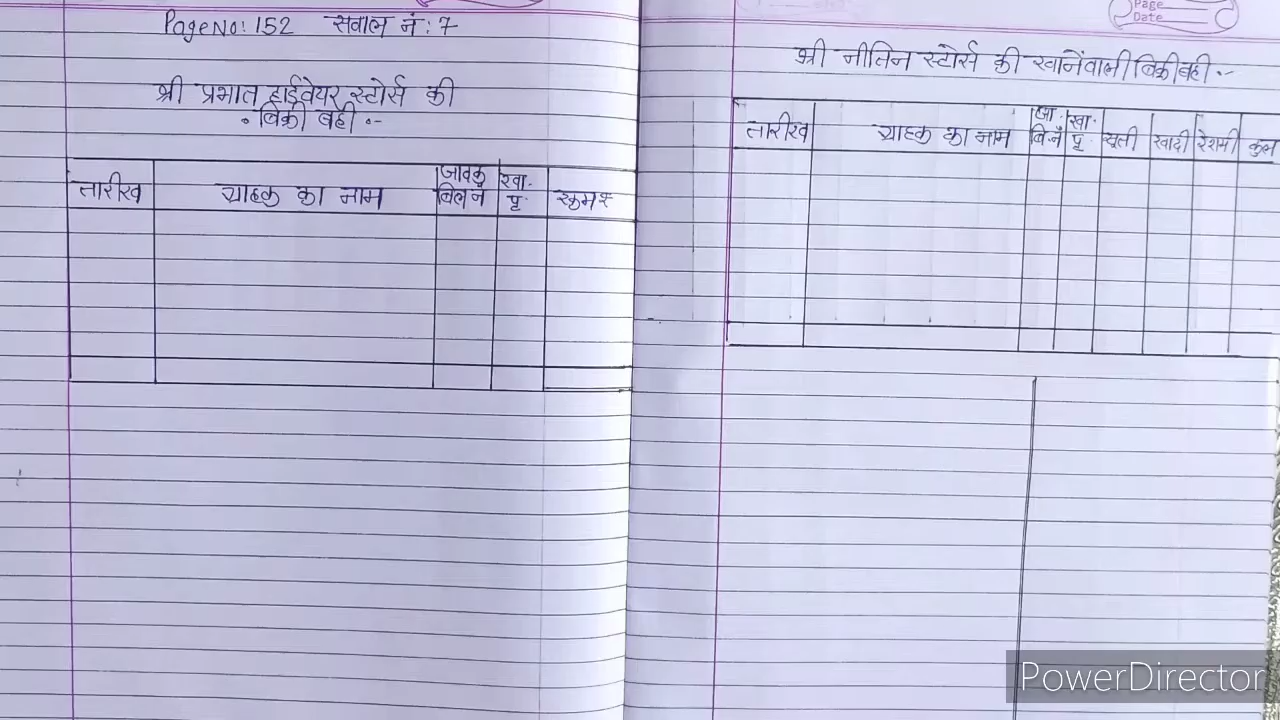 PageNo: 152 सवाल नं : 7
श्री प्रभात हार्डवेयर स्टोर्स की
बिक्री बही :-
तारीख ग्राहक का नाम जावक बिल नं खा. पृ. रकम ₹
Page
Date
श्री नीतिन स्टोर्स की खानेंवाली बिक्री बही :-
तारीख ग्राहक का नाम जा. बि.नं खा. पृ. सूती खादी रेशमी कुल
PowerDirector